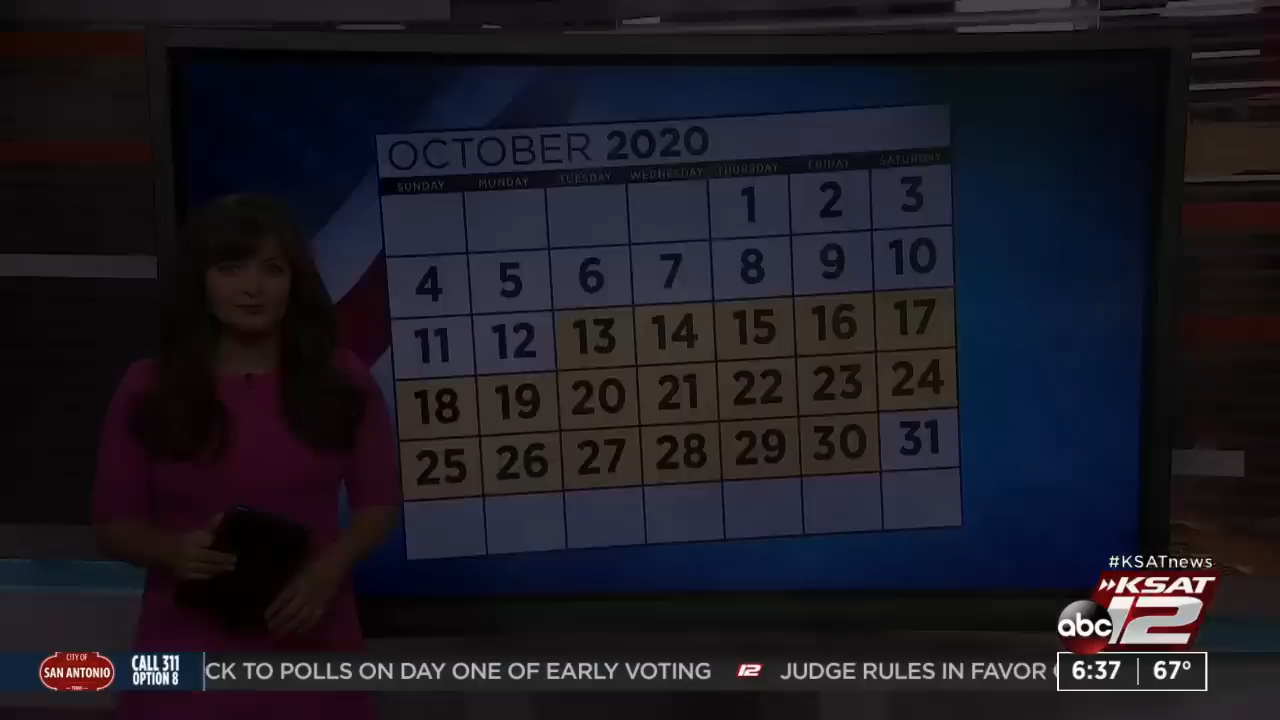 OCTOBER 2020
SUNDAY MONDAY TUESDAY WEDNESDAY THURSDAY FRIDAY SATURDAY
1 2 3
4 5 6 7 8 9 10
11 12 13 14 15 16 17
18 19 20 21 22 23 24
25 26 27 28 29 30 31
#KSATnews
KSAT
abc 12
CITY OF
SAN ANTONIO
TEXAS
CALL 311
OPTION 8
CK TO POLLS ON DAY ONE OF EARLY VOTING 12 JUDGE RULES IN FAVOR
6:37 67°